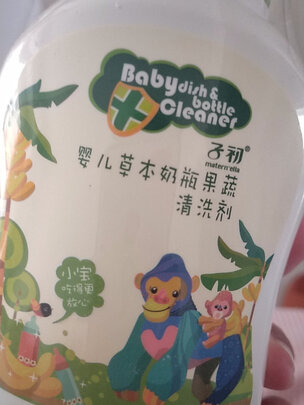 Baby dish &
bottle
Cleaner
子初®
matern'ella
婴儿草本奶瓶果蔬
清洗剂
小宝
吃得更
放心